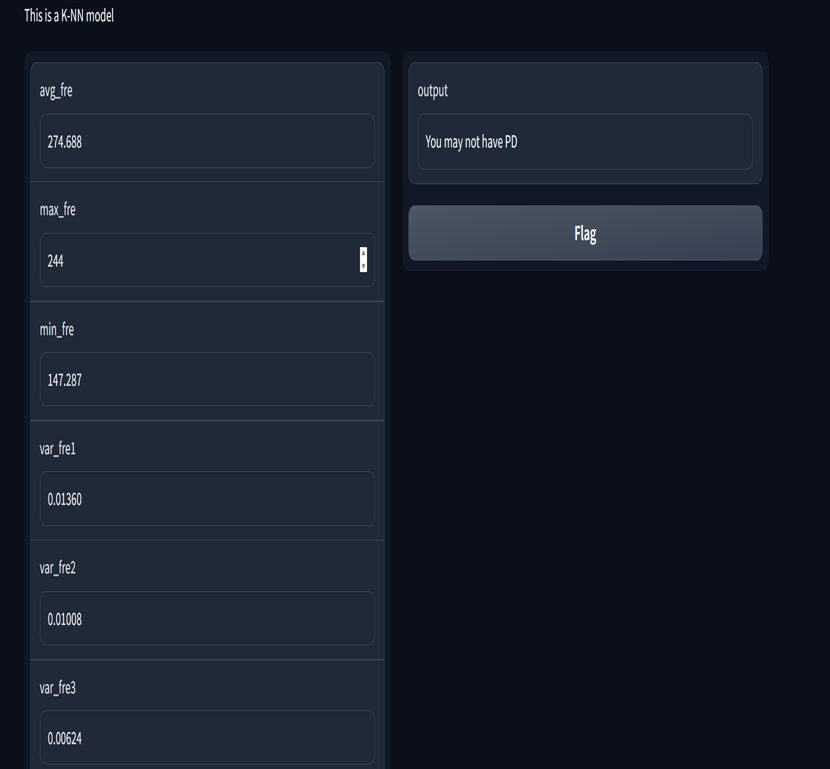 This is a K-NN model
avg_fre
274.688
max_fre
244
min_fre
147.287
var_fre1
0.01360
var_fre2
0.01008
var_fre3
0.00624
output
You may not have PD
Flag